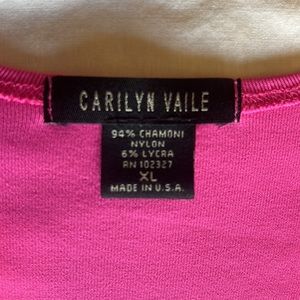 CARILYN VAILE
94% CHAMONI
NYLON
6% LYCRA
RN 102327
XL
MADE IN U.S.A.